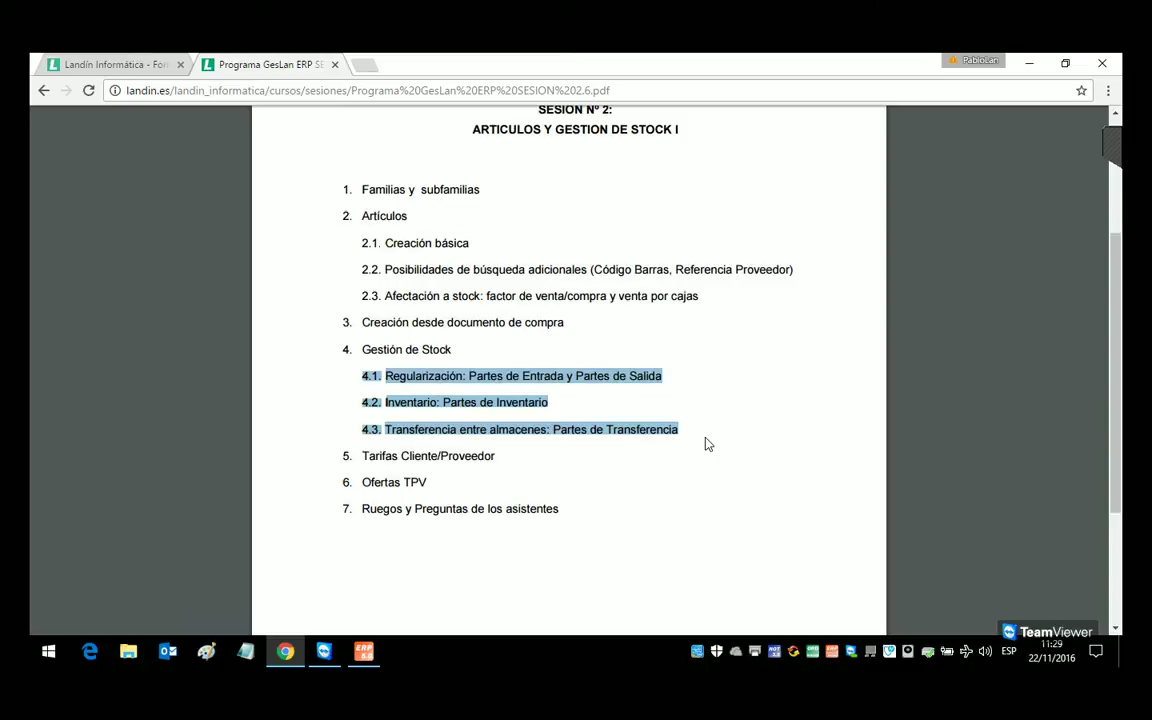 Landín Informática - For
Programa GesLan ERP SE
PabloLan
landin.es/landin_informatica/cursos/sesiones/Programa%20GesLan%20ERP%20SESION%202.6.pdf
SESION Nº 2:
ARTICULOS Y GESTION DE STOCK I
1. Familias y subfamilias
2. Artículos
2.1. Creación básica
2.2. Posibilidades de búsqueda adicionales (Código Barras, Referencia Proveedor)
2.3. Afectación a stock: factor de venta/compra y venta por cajas
3. Creación desde documento de compra
4. Gestión de Stock
4.1. Regularización: Partes de Entrada y Partes de Salida
4.2. Inventario: Partes de Inventario
4.3. Transferencia entre almacenes: Partes de Transferencia
5. Tarifas Cliente/Proveedor
6. Ofertas TPV
7. Ruegos y Preguntas de los asistentes
TeamViewer
ERP
ESP
11:29
22/11/2016